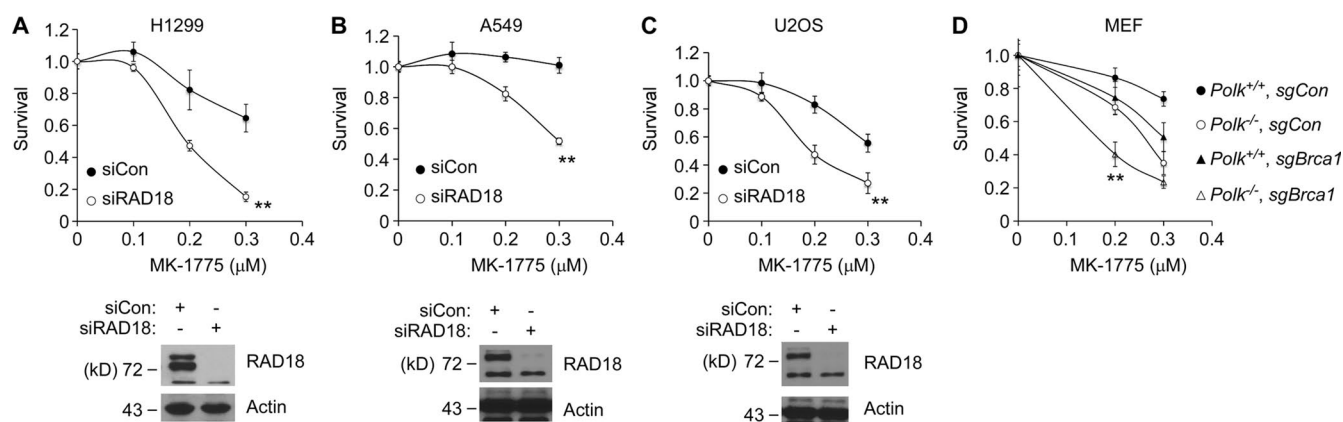 A H1299
Survival
1.2
1.0
0.8
0.6
0.4
0.2
0
siCon
siRAD18
**
0 0.1 0.2 0.3 0.4
MK-1775 (μM)
siCon: + -
siRAD18: - +
(kD) 72 – RAD18
43 – Actin
B A549
Survival
1.2
1.0
0.8
0.6
0.4
0.2
0
siCon
siRAD18
**
0 0.1 0.2 0.3 0.4
MK-1775 (μM)
siCon: + -
siRAD18: - +
(kD) 72 – RAD18
43 – Actin
C U2OS
Survival
1.2
1.0
0.8
0.6
0.4
0.2
0
siCon
siRAD18
**
0 0.1 0.2 0.3 0.4
MK-1775 (μM)
siCon: + -
siRAD18: - +
(kD) 72 – RAD18
43 – Actin
D MEF
Survival
1.0
0.8
0.6
0.4
0.2
0
**
0 0.2 0.4
MK-1775 (μM)
Polk+/+, sgCon
Polk-/-, sgCon
Polk+/+, sgBrca1
Polk-/-, sgBrca1